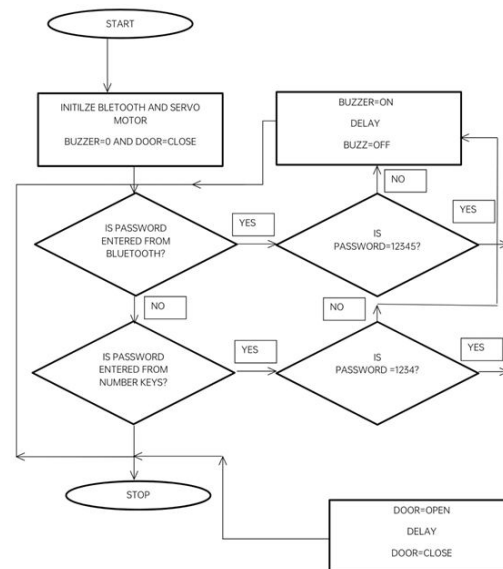 START
INITILZE BLETOOTH AND SERVO
MOTOR
BUZZER=0 AND DOOR=CLOSE
BUZZER=ON
DELAY
BUZZ=OFF
NO
IS PASSWORD
ENTERED FROM
BLUETOOTH?
YES
IS
PASSWORD=12345?
YES
NO
NO
IS PASSWORD
ENTERED FROM
NUMBER KEYS?
YES
IS
PASSWORD =1234?
YES
STOP
DOOR=OPEN
DELAY
DOOR=CLOSE